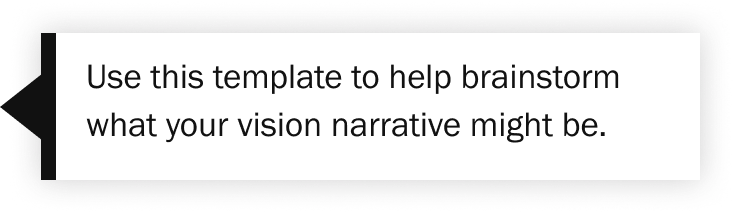 Use this template to help brainstorm
what your vision narrative might be.